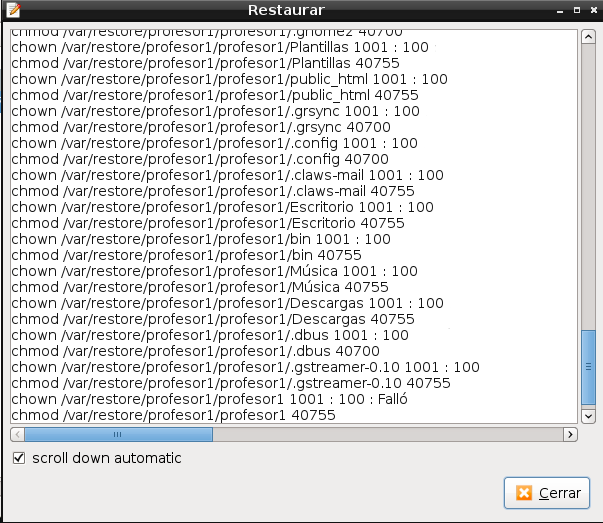 Restaurar
chmod /var/restore/profesor1/profesor1/.gnome2 40700
chown /var/restore/profesor1/profesor1/Plantillas 1001 : 100
chmod /var/restore/profesor1/profesor1/Plantillas 40755
chown /var/restore/profesor1/profesor1/public_html 1001 : 100
chmod /var/restore/profesor1/profesor1/public_html 40755
chown /var/restore/profesor1/profesor1/.grsync 1001 : 100
chmod /var/restore/profesor1/profesor1/.grsync 40700
chown /var/restore/profesor1/profesor1/.config 1001 : 100
chmod /var/restore/profesor1/profesor1/.config 40700
chown /var/restore/profesor1/profesor1/.claws-mail 1001 : 100
chmod /var/restore/profesor1/profesor1/.claws-mail 40755
chown /var/restore/profesor1/profesor1/Escritorio 1001 : 100
chmod /var/restore/profesor1/profesor1/Escritorio 40755
chown /var/restore/profesor1/profesor1/bin 1001 : 100
chmod /var/restore/profesor1/profesor1/bin 40755
chown /var/restore/profesor1/profesor1/Música 1001 : 100
chmod /var/restore/profesor1/profesor1/Música 40755
chown /var/restore/profesor1/profesor1/Descargas 1001 : 100
chmod /var/restore/profesor1/profesor1/Descargas 40755
chown /var/restore/profesor1/profesor1/.dbus 1001 : 100
chmod /var/restore/profesor1/profesor1/.dbus 40700
chown /var/restore/profesor1/profesor1/.gstreamer-0.10 1001 : 100
chmod /var/restore/profesor1/profesor1/.gstreamer-0.10 40755
chown /var/restore/profesor1/profesor1 1001 : 100 : Falló
chmod /var/restore/profesor1/profesor1 40755
scroll down automatic
Cerrar